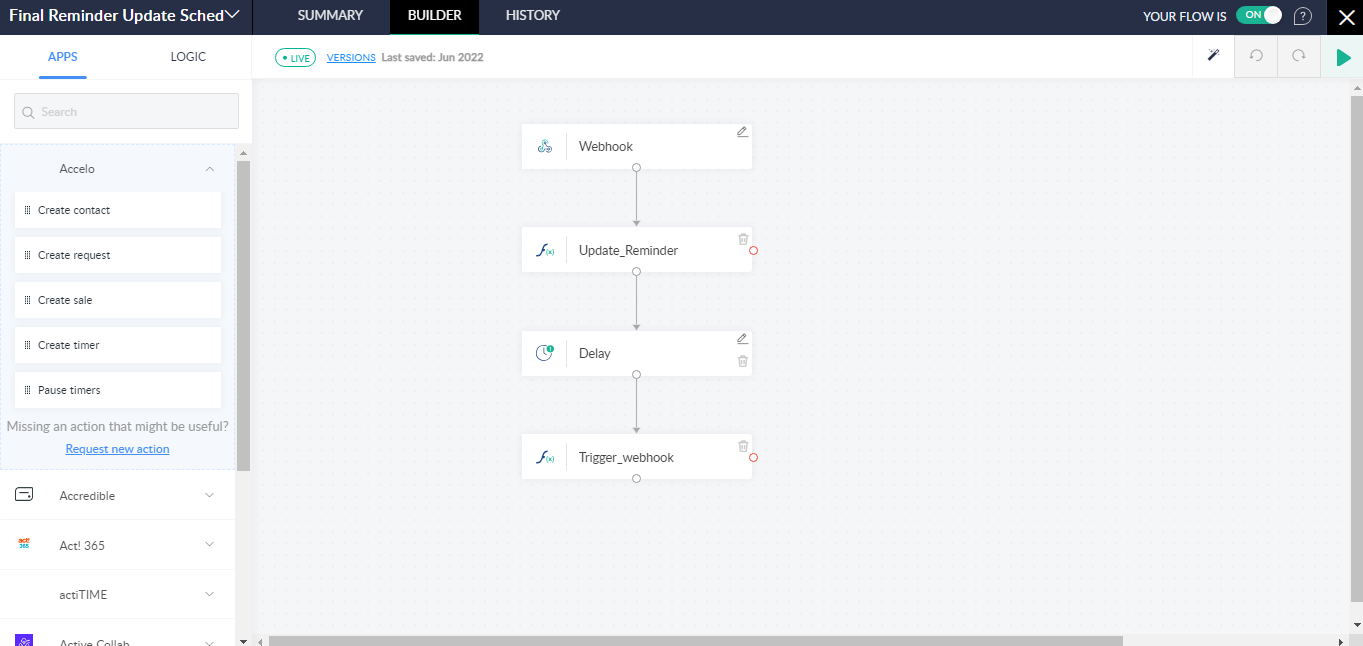 Final Reminder Update Sched
SUMMARY
BUILDER
HISTORY
YOUR FLOW IS
ON
?
APPS
LOGIC
LIVE
VERSIONS
Last saved: Jun 2022
Search
Accelo
Create contact
Create request
Create sale
Create timer
Pause timers
Missing an action that might be useful?
Request new action
Accredible
act!
365
Act! 365
actiTIME
Active Collab
Webhook
f(x)
Update_Reminder
Delay
f(x)
Trigger_webhook